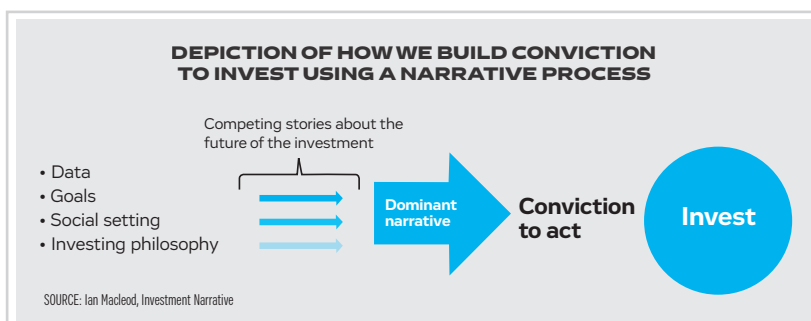 DEPICTION OF HOW WE BUILD CONVICTION
TO INVEST USING A NARRATIVE PROCESS
Competing stories about the
future of the investment
• Data
• Goals
• Social setting
• Investing philosophy
Dominant
narrative
Conviction
to act
Invest
SOURCE: Ian Macleod, Investment Narrative